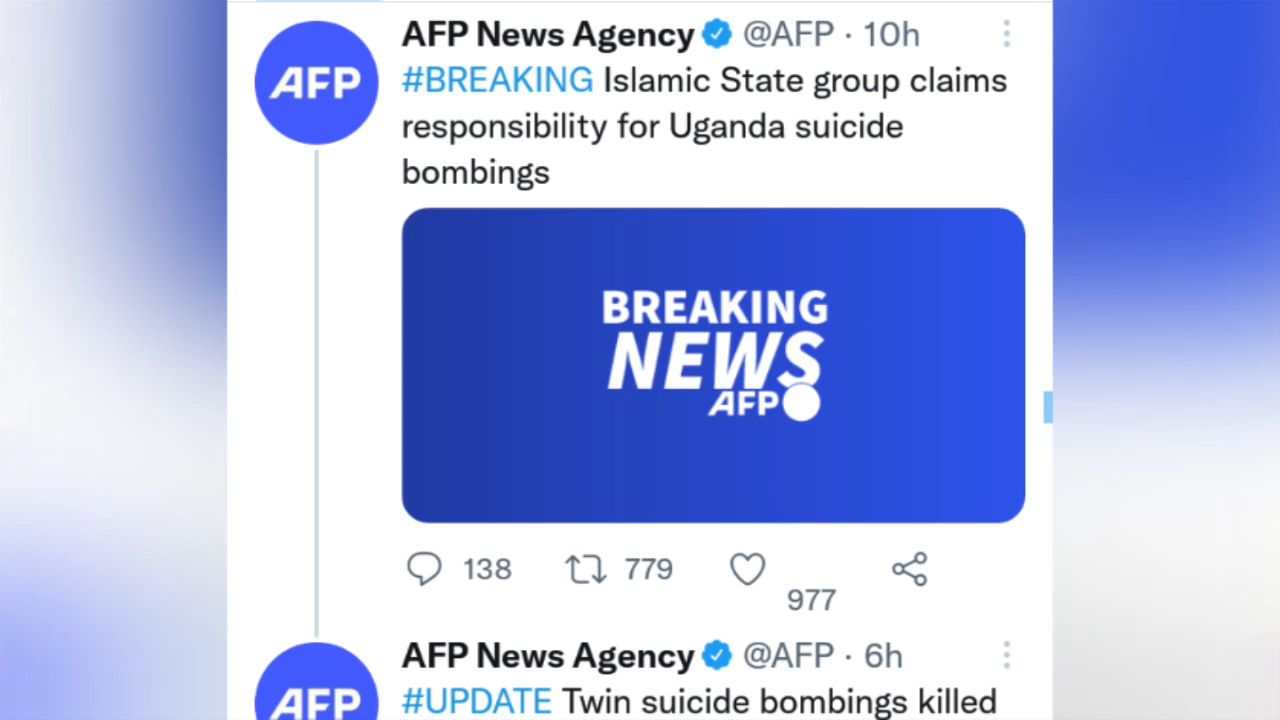 AFP
AFP News Agency @AFP · 10h
#BREAKING Islamic State group claims
responsibility for Uganda suicide
bombings
BREAKING
NEWS
AFP
138 779
977
AFP
AFP News Agency @AFP · 6h
#UPDATE Twin suicide bombings killed